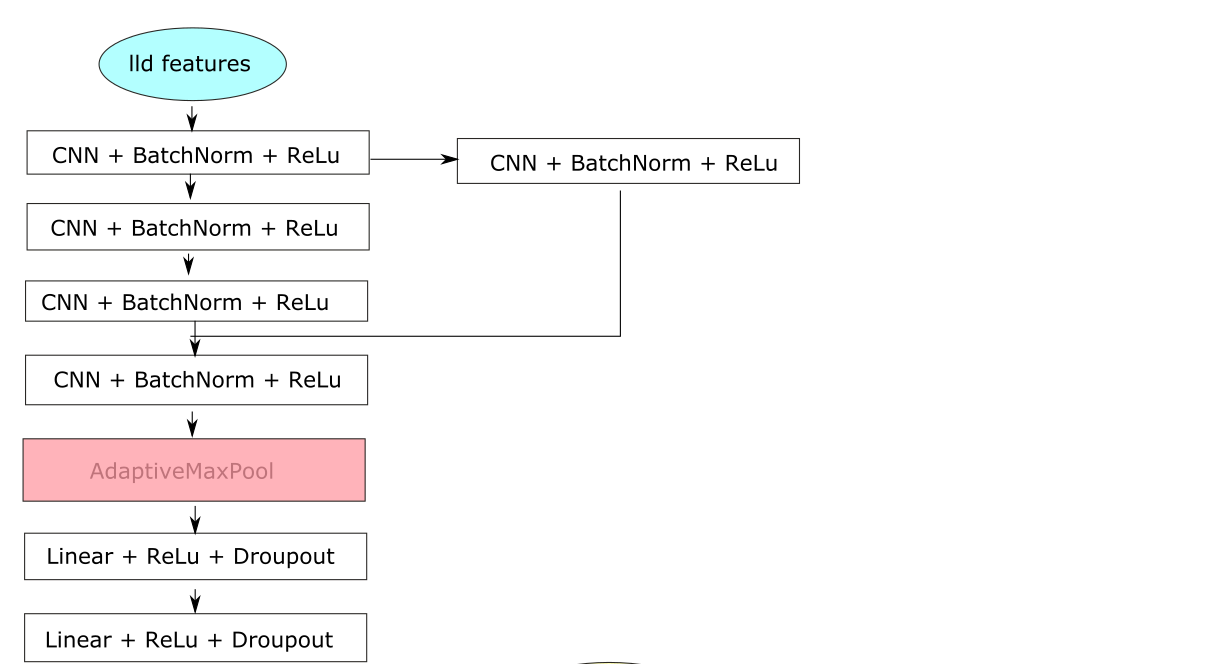 lld features
CNN + BatchNorm + ReLu
CNN + BatchNorm + ReLu
CNN + BatchNorm + ReLu
CNN + BatchNorm + ReLu
CNN + BatchNorm + ReLu
AdaptiveMaxPool
Linear + ReLu + Droupout
Linear + ReLu + Droupout